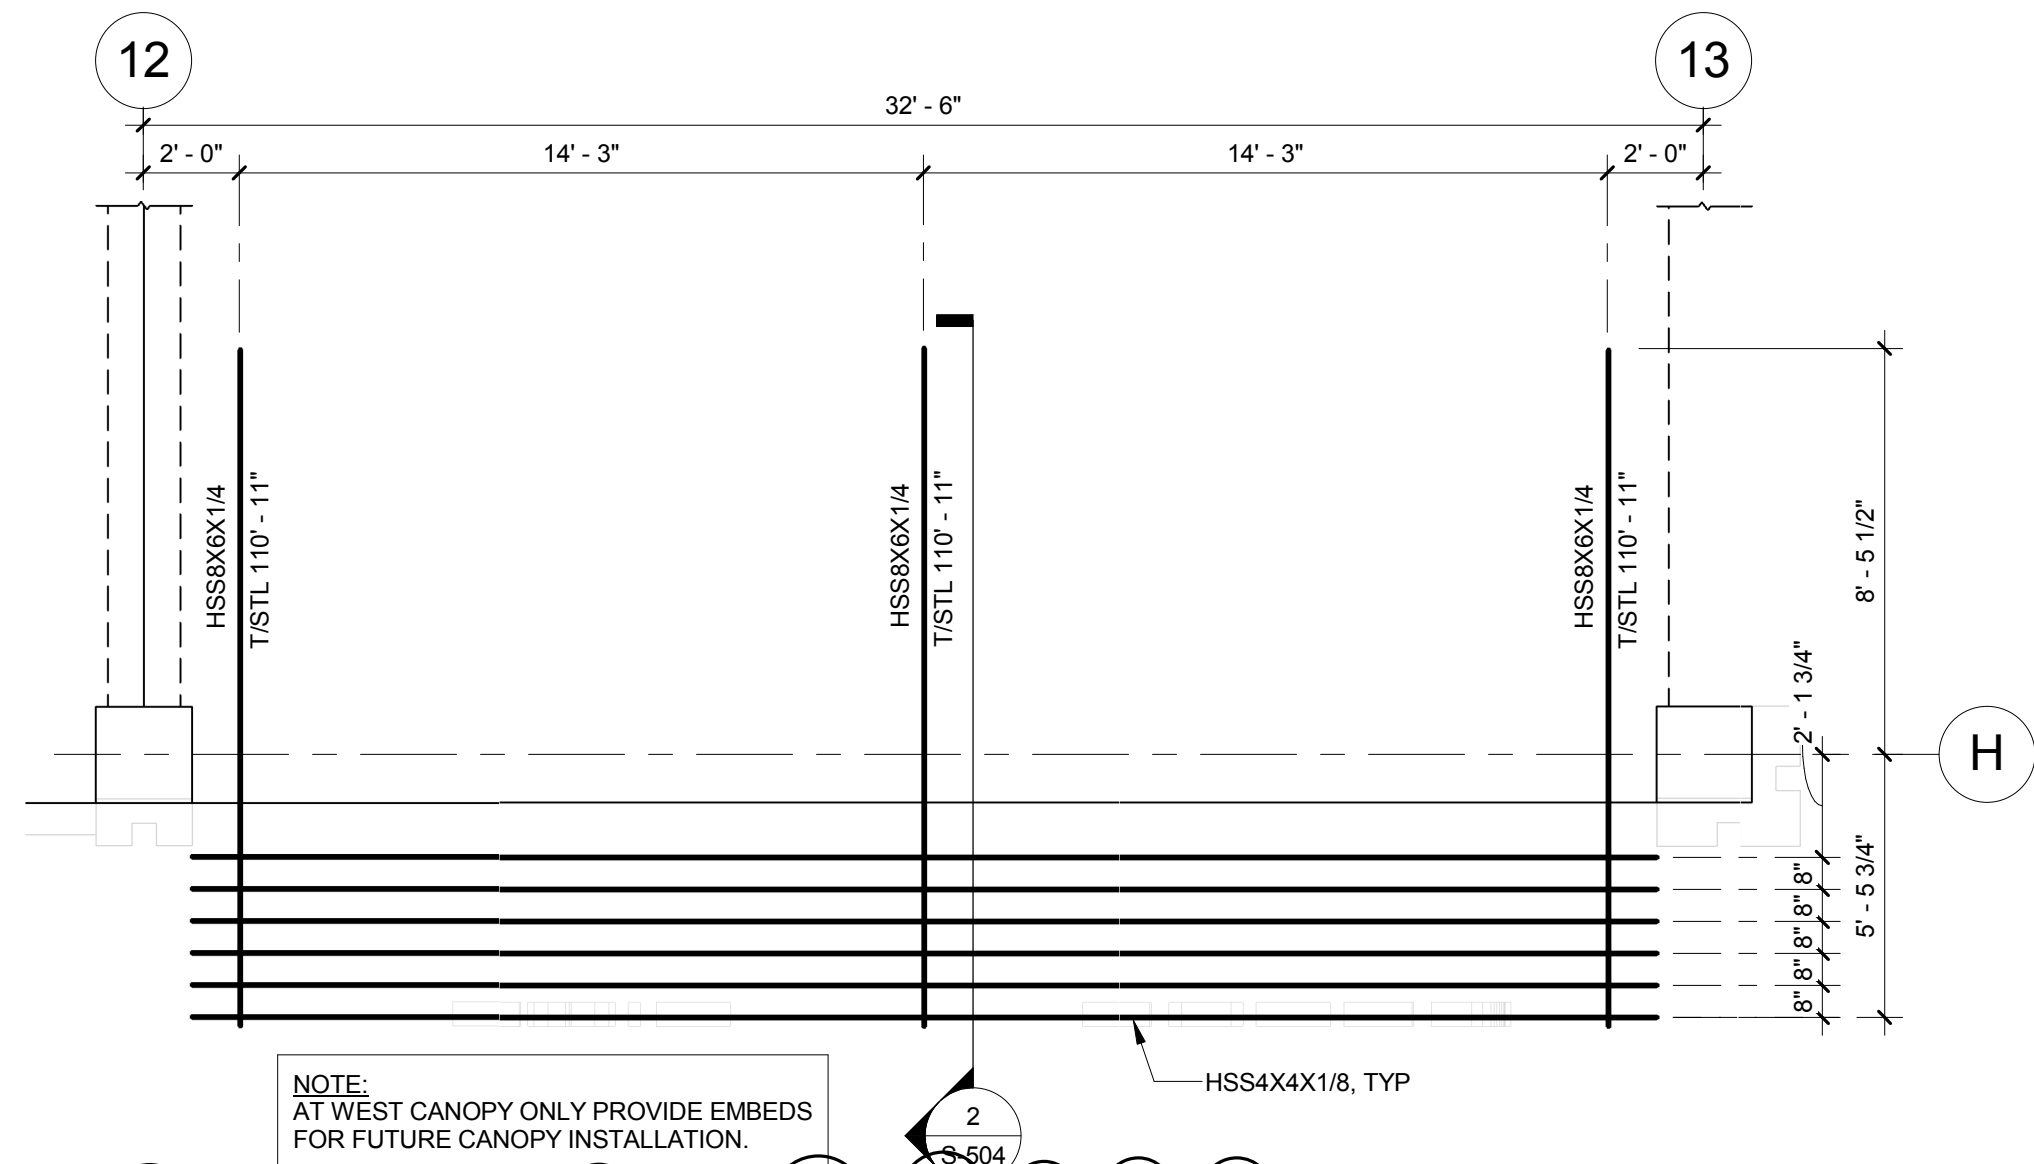 12
13
32' - 6"
2' - 0"
14' - 3"
14' - 3"
2' - 0"
HSS8X6X1/4
T/STL 110' - 11"
HSS8X6X1/4
T/STL 110' - 11"
HSS8X6X1/4
T/STL 110' - 11"
8' - 5 1/2"
2' - 1 3/4"
H
5' - 5 3/4"
8"
8"
8"
8"
8"
HSS4X4X1/8, TYP
NOTE:
AT WEST CANOPY ONLY PROVIDE EMBEDS
FOR FUTURE CANOPY INSTALLATION.
2
S-504